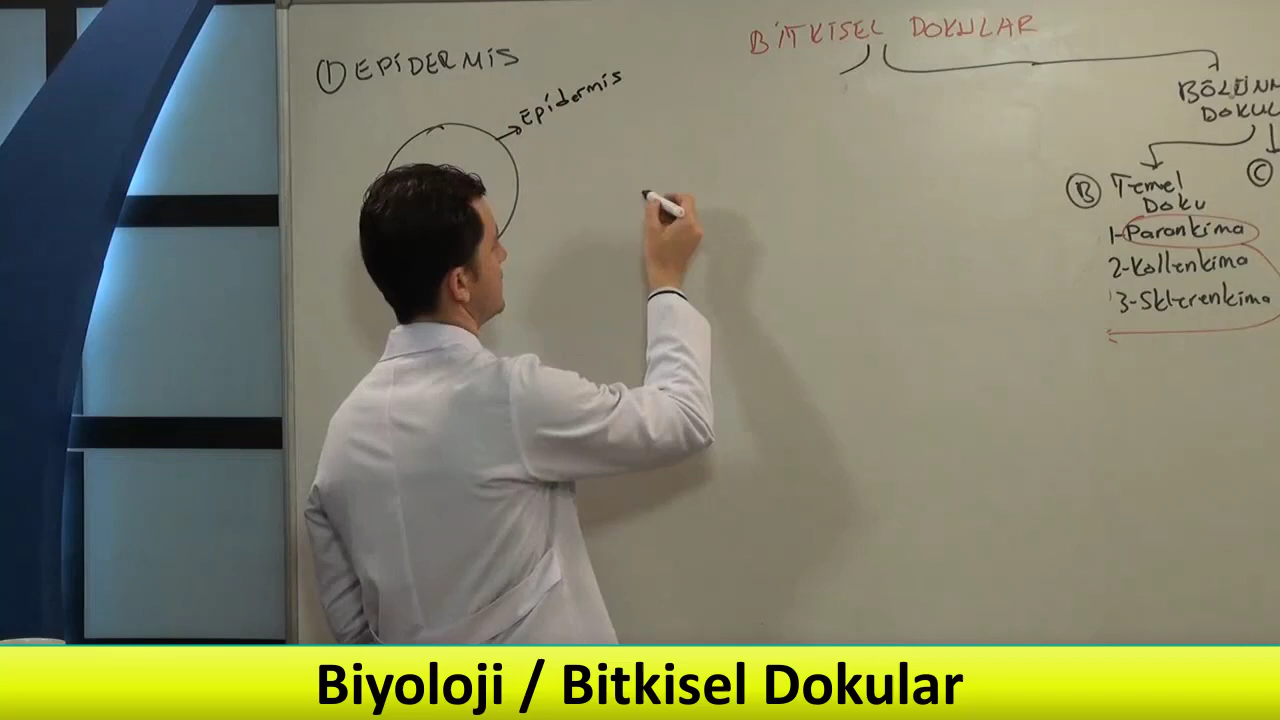 BİTKİSEL DOKULAR
① EPİDERMİS
Epidermis
DOKUL
Ⓑ Temel
Doku
Ⓒ
1-Parankima
2-Kollenkima
3-Sklerenkima
Biyoloji / Bitkisel Dokular